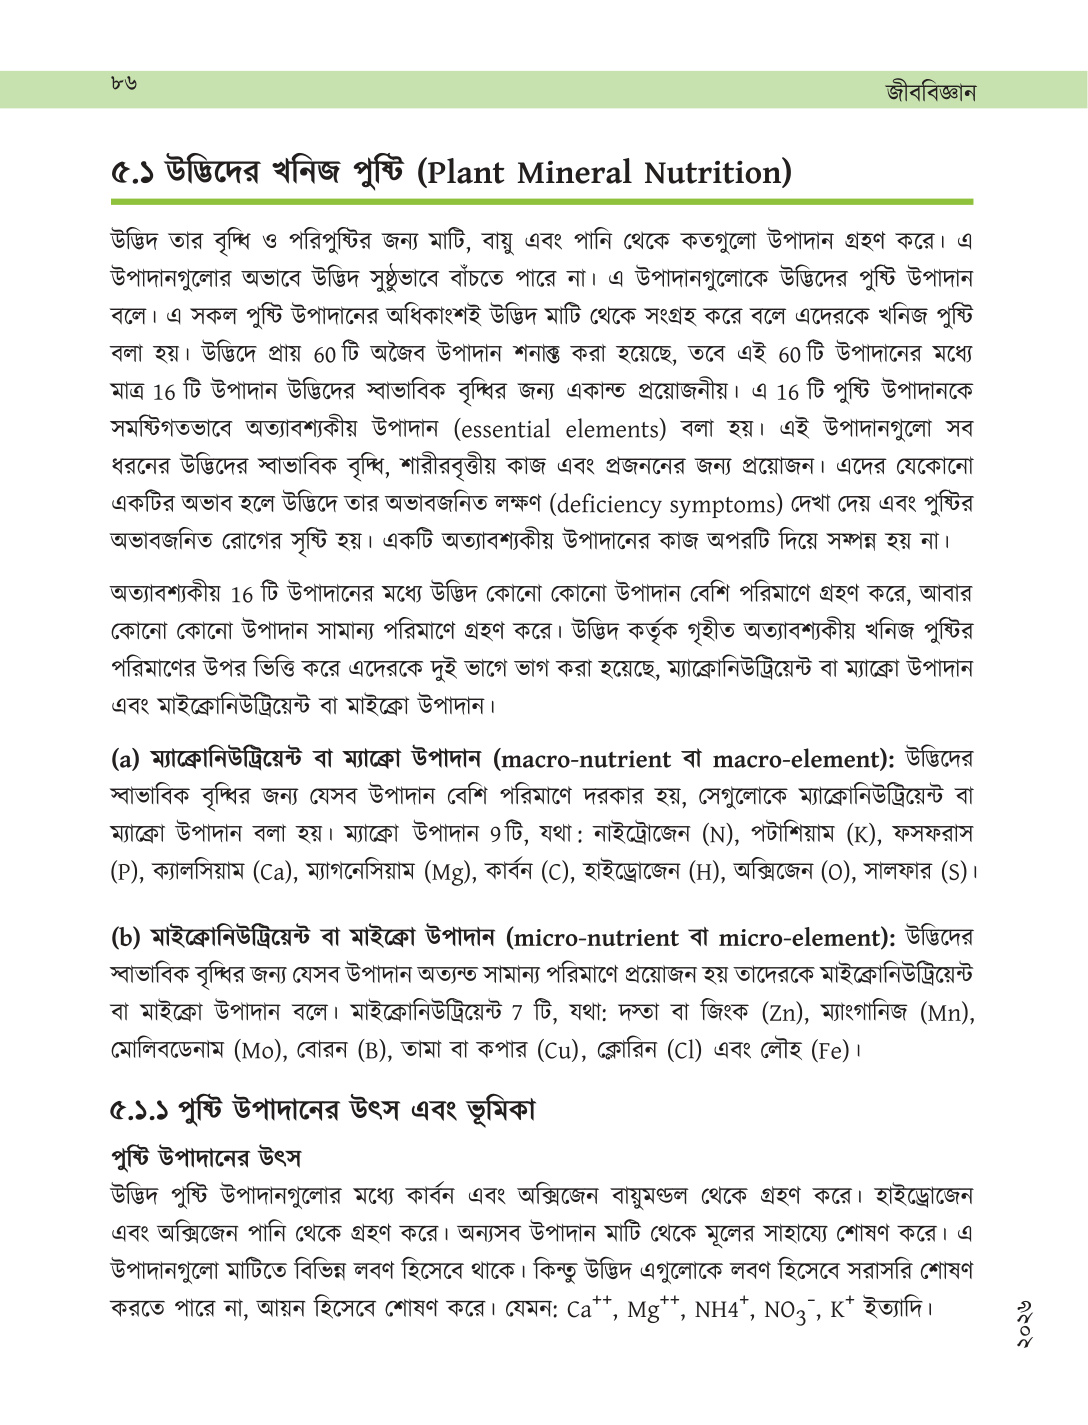 ৮৬
জীববিজ্ঞান
৫.১ উদ্ভিদের খনিজ পুষ্টি (Plant Mineral Nutrition)
উদ্ভিদ তার বৃদ্ধি ও পরিপুষ্টির জন্য মাটি, বায়ু এবং পানি থেকে কতগুলো উপাদান গ্রহণ করে। এ
উপাদানগুলোর অভাবে উদ্ভিদ সুষ্ঠুভাবে বাঁচতে পারে না। এ উপাদানগুলোকে উদ্ভিদের পুষ্টি উপাদান
বলে। এ সকল পুষ্টি উপাদানের অধিকাংশই উদ্ভিদ মাটি থেকে সংগ্রহ করে বলে এদেরকে খনিজ পুষ্টি
বলা হয়। উদ্ভিদে প্রায় 60 টি অজৈব উপাদান শনাক্ত করা হয়েছে, তবে এই 60 টি উপাদানের মধ্যে
মাত্র 16 টি উপাদান উদ্ভিদের স্বাভাবিক বৃদ্ধির জন্য একান্ত প্রয়োজনীয়। এ 16 টি পুষ্টি উপাদানকে
সমষ্টিগতভাবে অত্যাবশ্যকীয় উপাদান (essential elements) বলা হয়। এই উপাদানগুলো সব
ধরনের উদ্ভিদের স্বাভাবিক বৃদ্ধি, শারীরবৃত্তীয় কাজ এবং প্রজননের জন্য প্রয়োজন। এদের যেকোনো
একটির অভাব হলে উদ্ভিদে তার অভাবজনিত লক্ষণ (deficiency symptoms) দেখা দেয় এবং পুষ্টির
অভাবজনিত রোগের সৃষ্টি হয়। একটি অত্যাবশ্যকীয় উপাদানের কাজ অপরটি দিয়ে সম্পন্ন হয় না।
অত্যাবশ্যকীয় 16 টি উপাদানের মধ্যে উদ্ভিদ কোনো কোনো উপাদান বেশি পরিমাণে গ্রহণ করে, আবার
কোনো কোনো উপাদান সামান্য পরিমাণে গ্রহণ করে। উদ্ভিদ কর্তৃক গৃহীত অত্যাবশ্যকীয় খনিজ পুষ্টির
পরিমাণের উপর ভিত্তি করে এদেরকে দুই ভাগে ভাগ করা হয়েছে, ম্যাক্রোনিউট্রিয়েন্ট বা ম্যাক্রো উপাদান
এবং মাইক্রোনিউট্রিয়েন্ট বা মাইক্রো উপাদান।
(a) ম্যাক্রোনিউট্রিয়েন্ট বা ম্যাক্রো উপাদান (macro-nutrient বা macro-element): উদ্ভিদের
স্বাভাবিক বৃদ্ধির জন্য যেসব উপাদান বেশি পরিমাণে দরকার হয়, সেগুলোকে ম্যাক্রোনিউট্রিয়েন্ট বা
ম্যাক্রো উপাদান বলা হয়। ম্যাক্রো উপাদান 9 টি, যথা : নাইট্রোজেন (N), পটাশিয়াম (K), ফসফরাস
(P), ক্যালসিয়াম (Ca), ম্যাগনেসিয়াম (Mg), কার্বন (C), হাইড্রোজেন (H), অক্সিজেন (O), সালফার (S)।
(b) মাইক্রোনিউট্রিয়েন্ট বা মাইক্রো উপাদান (micro-nutrient বা micro-element): উদ্ভিদের
স্বাভাবিক বৃদ্ধির জন্য যেসব উপাদান অত্যন্ত সামান্য পরিমাণে প্রয়োজন হয় তাদেরকে মাইক্রোনিউট্রিয়েন্ট
বা মাইক্রো উপাদান বলে। মাইক্রোনিউট্রিয়েন্ট 7 টি, যথা: দস্তা বা জিংক (Zn), ম্যাংগানিজ (Mn),
মোলিবডেনাম (Mo), বোরন (B), তামা বা কপার (Cu), ক্লোরিন (Cl) এবং লৌহ (Fe)।
৫.১.১ পুষ্টি উপাদানের উৎস এবং ভূমিকা
পুষ্টি উপাদানের উৎস
উদ্ভিদ পুষ্টি উপাদানগুলোর মধ্যে কার্বন এবং অক্সিজেন বায়ুমণ্ডল থেকে গ্রহণ করে। হাইড্রোজেন
এবং অক্সিজেন পানি থেকে গ্রহণ করে। অন্যসব উপাদান মাটি থেকে মূলের সাহায্যে শোষণ করে। এ
উপাদানগুলো মাটিতে বিভিন্ন লবণ হিসেবে থাকে। কিন্তু উদ্ভিদ এগুলোকে লবণ হিসেবে সরাসরি শোষণ
করতে পারে না, আয়ন হিসেবে শোষণ করে। যেমন: Ca⁺⁺, Mg⁺⁺, NH4⁺, NO₃⁻, K⁺ ইত্যাদি।
২০২৬